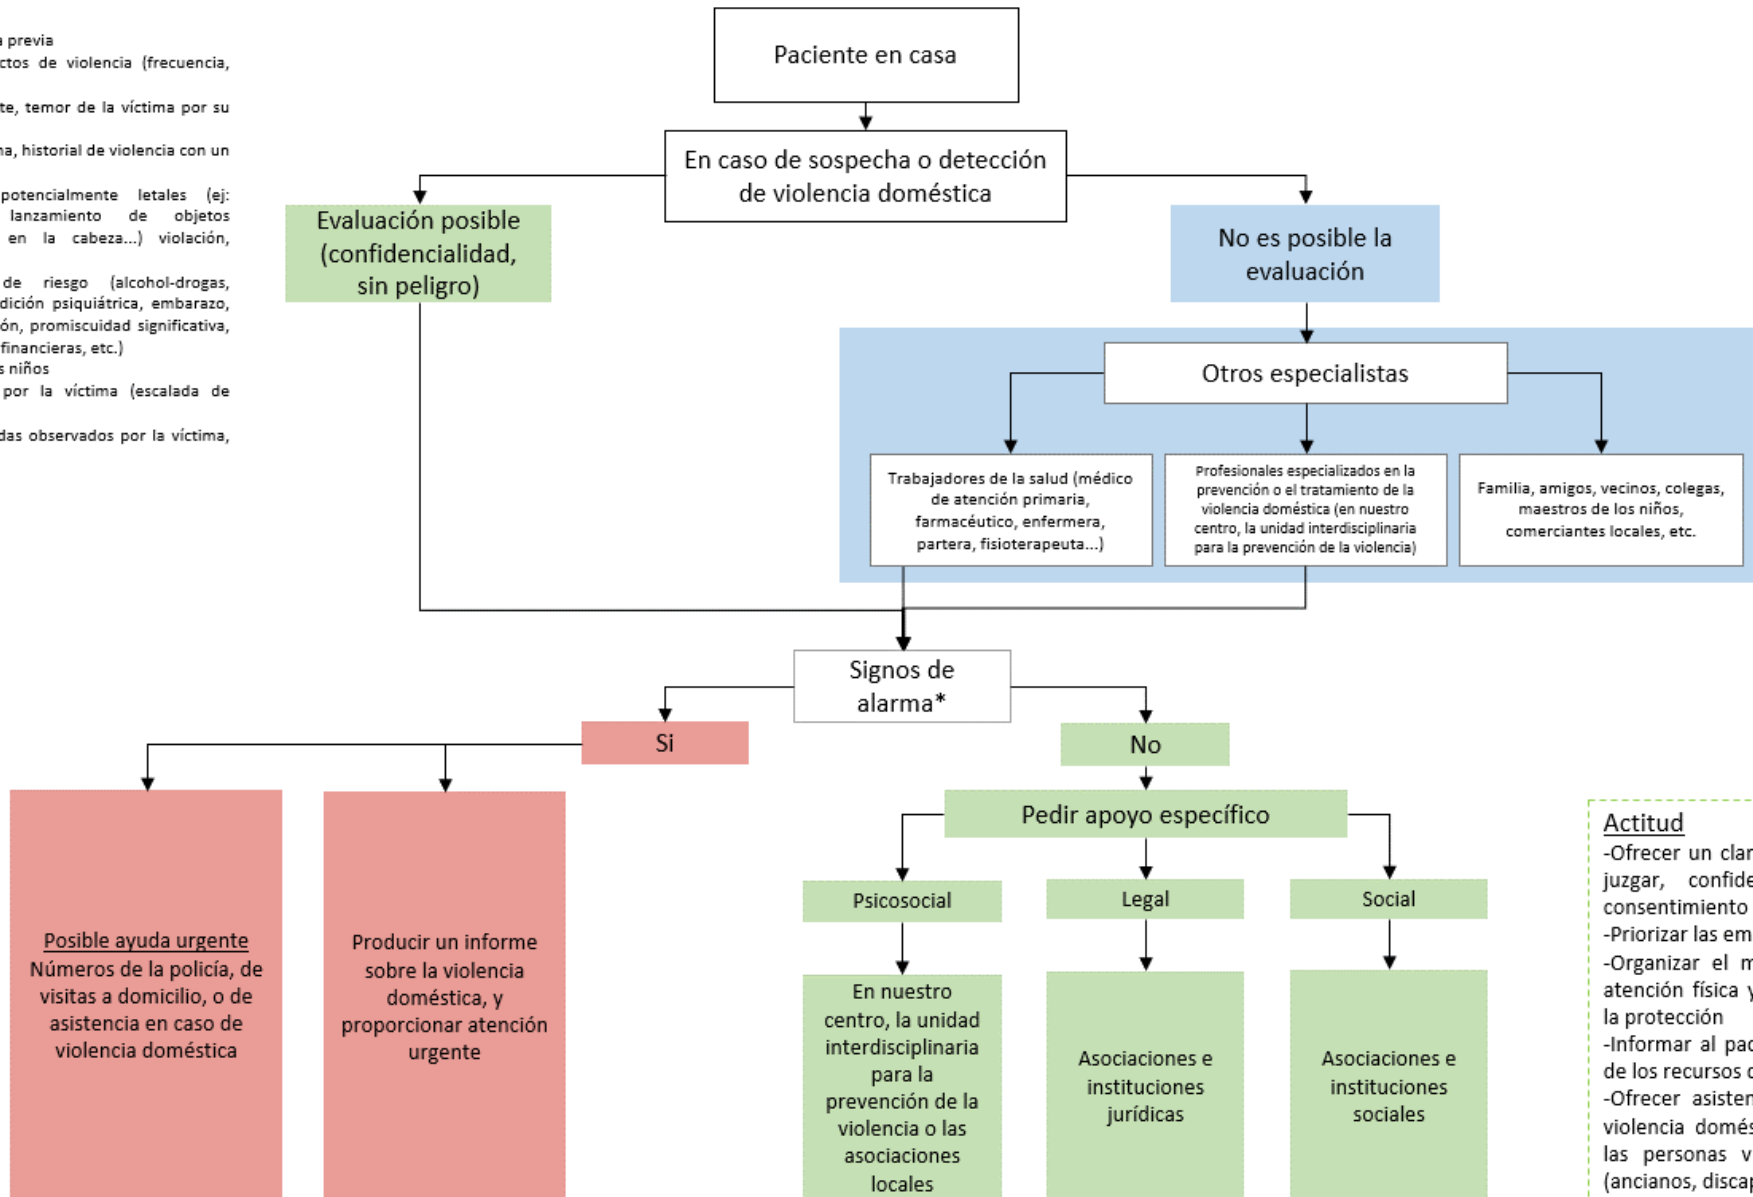 previa
ctos de violencia (frecuencia,
te, temor de la víctima por su
na, historial de violencia con un
potencialmente letales (ej:
lanzamiento de objetos
en la cabeza...) violación,
de riesgo (alcohol-drogas,
dición psiquiátrica, embarazo,
ón, promiscuidad significativa,
financieras, etc.)
s niños
por la víctima (escalada de
das observados por la víctima,
Paciente en casa
En caso de sospecha o detección
de violencia doméstica
Evaluación posible
(confidencialidad,
sin peligro)
No es posible la
evaluación
Otros especialistas
Trabajadores de la salud (médico
de atención primaria,
farmacéutico, enfermera,
partera, fisioterapeuta...)
Profesionales especializados en la
prevención o el tratamiento de la
violencia doméstica (en nuestro
centro, la unidad interdisciplinaria
para la prevención de la violencia)
Familia, amigos, vecinos, colegas,
maestros de los niños,
comerciantes locales, etc.
Signos de
alarma*
Si
No
Posible ayuda urgente
Números de la policía, de
visitas a domicilio, o de
asistencia en caso de
violencia doméstica
Producir un informe
sobre la violencia
doméstica, y
proporcionar atención
urgente
Pedir apoyo específico
Psicosocial
Legal
Social
En nuestro
centro, la unidad
interdisciplinaria
para la
prevención de la
violencia o las
asociaciones
locales
Asociaciones e
instituciones
jurídicas
Asociaciones e
instituciones
sociales
Actitud
-Ofrecer un clar
juzgar, confide
consentimiento
-Priorizar las em
-Organizar el m
atención física y
la protección
-Informar al pac
de los recursos
-Ofrecer asisten
violencia domés
las personas v
(ancianos, discap